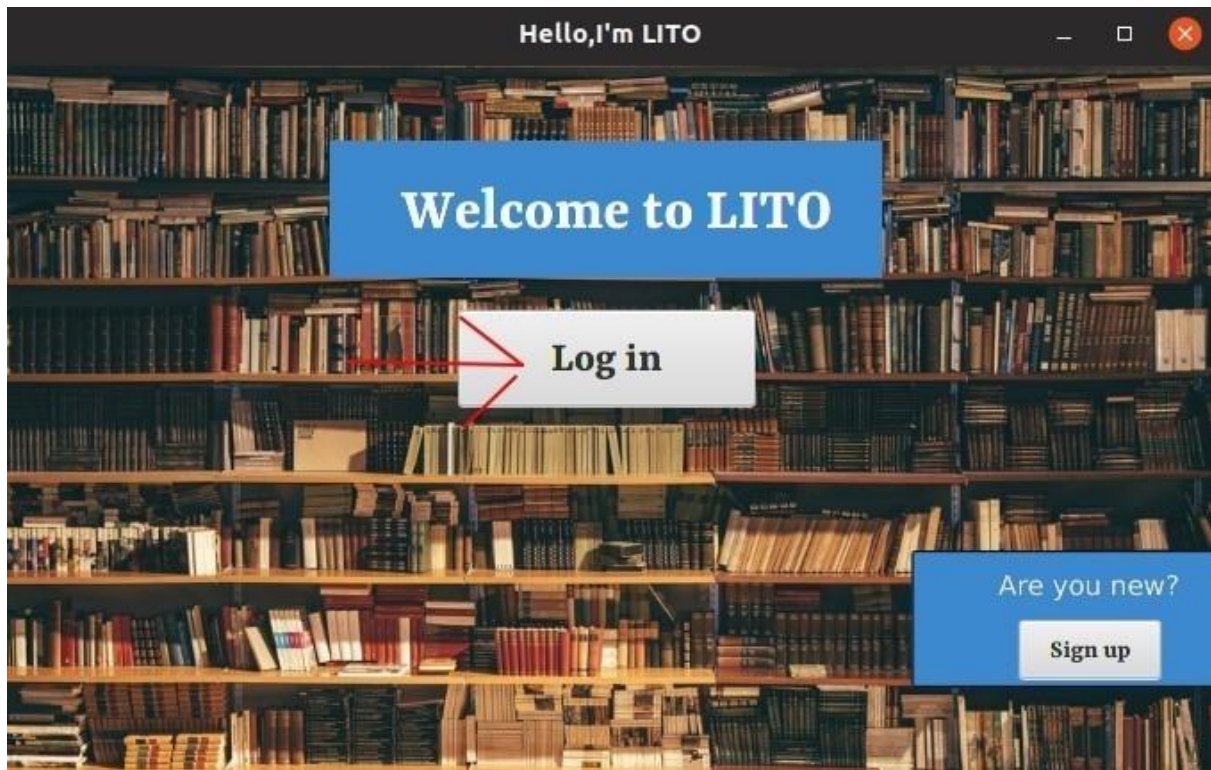 Hello,I'm LITO
Welcome to LITO
Log in
Are you new?
Sign up